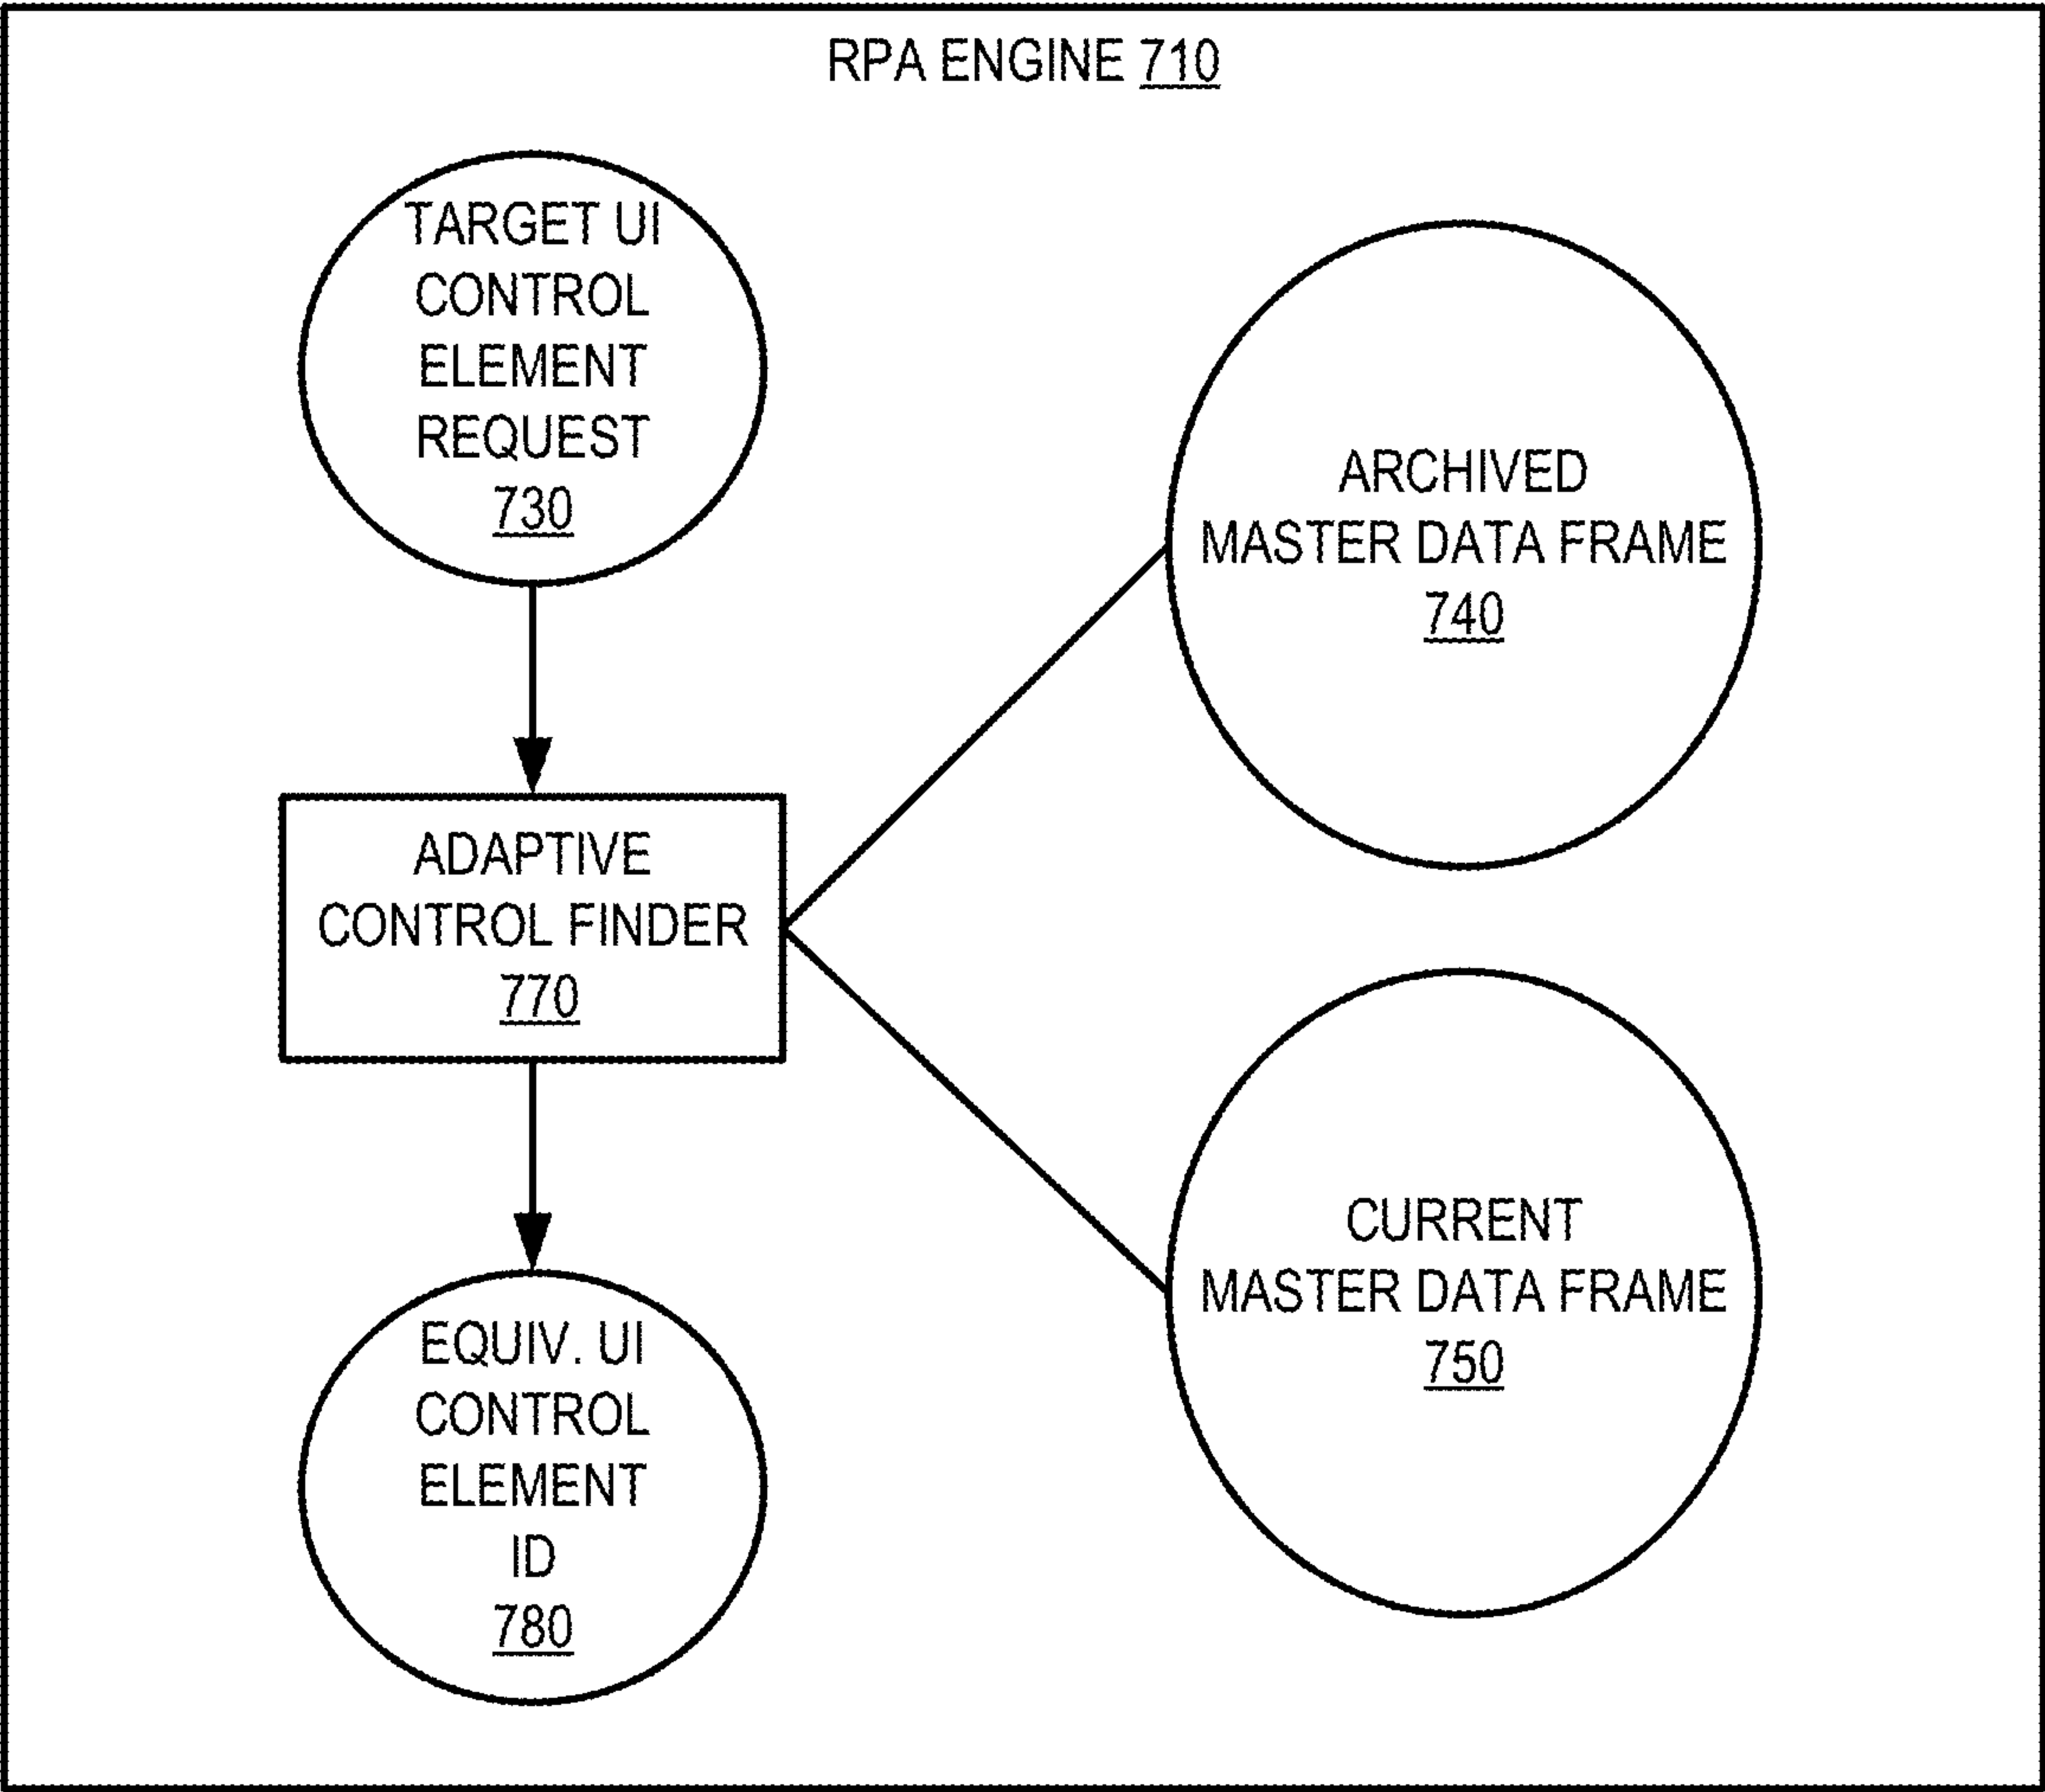 RPA ENGINE 710
TARGET UI
CONTROL
ELEMENT
REQUEST
730
ARCHIVED
MASTER DATA FRAME
740
ADAPTIVE
CONTROL FINDER
770
CURRENT
MASTER DATA FRAME
750
EQUIV. UI
CONTROL
ELEMENT
ID
780